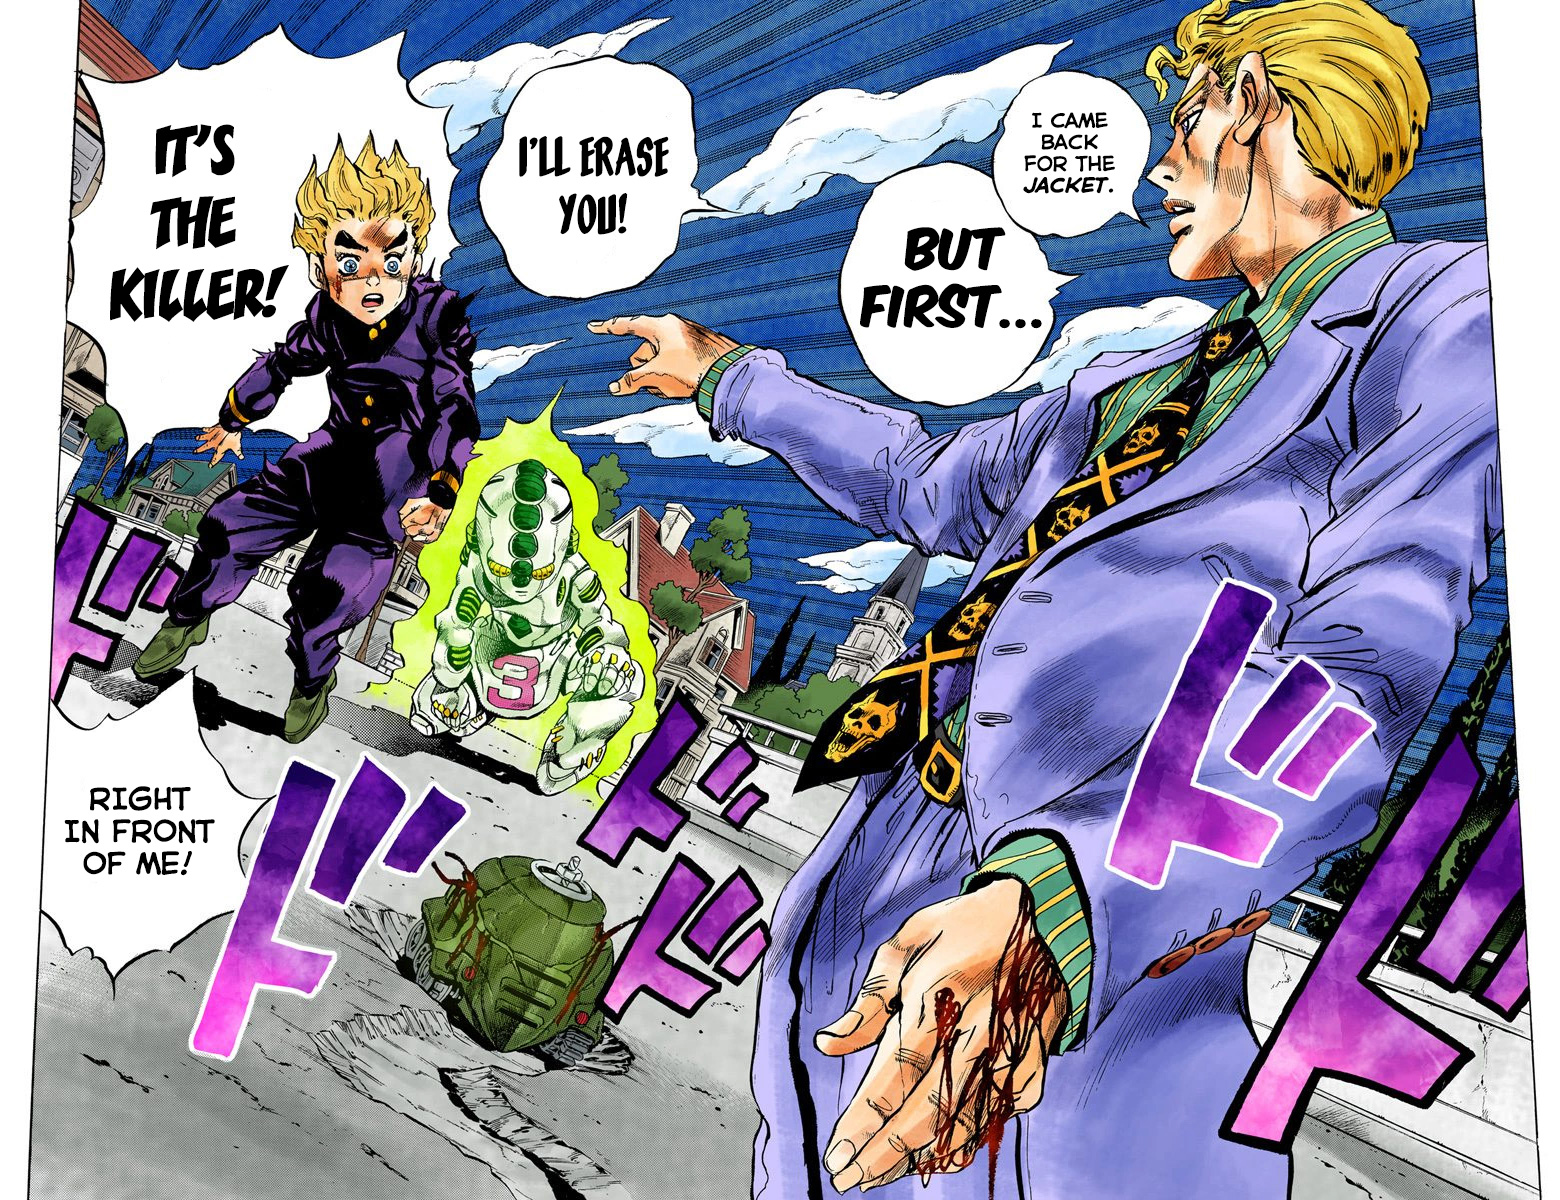 I CAME
BACK
FOR THE
JACKET.
BUT
FIRST...
I'LL ERASE
YOU!
IT'S
THE
KILLER!
RIGHT
IN FRONT
OF ME!
3
ド
ド
ド
ド
ド
ド